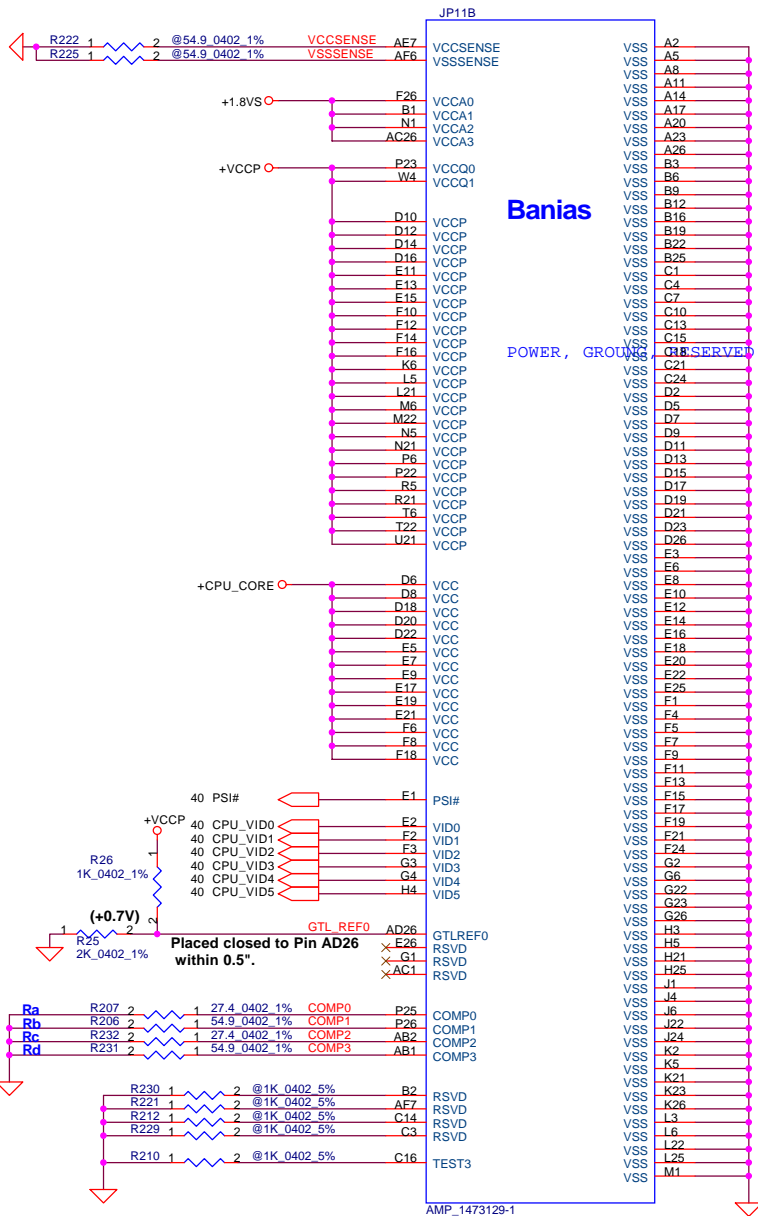 JP11B
R222 1 2 @54.9_0402_1% VCCSENSE AE7 VCCSENSE VSS A2
R225 1 2 @54.9_0402_1% VSSSENSE AF6 VSSSENSE VSS A5
VSS A8
VSS A11
+1.8VS F26 VCCA0 VSS A14
B1 VCCA1 VSS A17
N1 VCCA2 VSS A20
AC26 VCCA3 VSS A23
VSS A26
+VCCP P23 VCCQ0 VSS B3
W4 VCCQ1 VSS B6
VSS B9
Banias VSS B12
D10 VCCP VSS B16
D12 VCCP VSS B19
D14 VCCP VSS B22
D16 VCCP VSS B25
E11 VCCP VSS C1
E13 VCCP VSS C4
E15 VCCP VSS C7
F10 VCCP VSS C10
F12 VCCP VSS C13
F14 VCCP VSS C15
F16 VCCP POWER, GROUNG, RESERVED VSS C18
K6 VCCP VSS C21
L5 VCCP VSS C24
L21 VCCP VSS D2
M6 VCCP VSS D5
M22 VCCP VSS D7
N5 VCCP VSS D9
N21 VCCP VSS D11
P6 VCCP VSS D13
P22 VCCP VSS D15
R5 VCCP VSS D17
R21 VCCP VSS D19
T6 VCCP VSS D21
T22 VCCP VSS D23
U21 VCCP VSS D26
VSS E3
VSS E6
+CPU_CORE D6 VCC VSS E8
D8 VCC VSS E10
D18 VCC VSS E12
D20 VCC VSS E14
D22 VCC VSS E16
E5 VCC VSS E18
E7 VCC VSS E20
E9 VCC VSS E22
E17 VCC VSS E25
E19 VCC VSS F1
E21 VCC VSS F4
F6 VCC VSS F5
F8 VCC VSS F7
F18 VCC VSS F9
VSS F11
VSS F13
40 PSI# E1 PSI# VSS F15
VSS F17
+VCCP 40 CPU_VID0 E2 VID0 VSS F19
40 CPU_VID1 F2 VID1 VSS F21
40 CPU_VID2 F3 VID2 VSS F24
R26 1 2 1K_0402_1% 40 CPU_VID3 G3 VID3 VSS G2
40 CPU_VID4 G4 VID4 VSS G6
40 CPU_VID5 H4 VID5 VSS G22
VSS G23
(+0.7V) VSS G26
1 2 GTL_REF0 AD26 GTLREF0 VSS H3
R25 Placed closed to Pin AD26 E26 RSVD VSS H5
2K_0402_1% within 0.5". G1 RSVD VSS H21
AC1 RSVD VSS H25
VSS J1
VSS J4
Ra R207 2 1 27.4_0402_1% COMP0 P25 COMP0 VSS J6
Rb R206 2 1 54.9_0402_1% COMP1 P26 COMP1 VSS J22
Rc R232 2 1 27.4_0402_1% COMP2 AB2 COMP2 VSS J24
Rd R231 2 1 54.9_0402_1% COMP3 AB1 COMP3 VSS K2
VSS K5
VSS K21
R230 1 2 @1K_0402_5% B2 RSVD VSS K23
R221 1 2 @1K_0402_5% AF7 RSVD VSS K26
R212 1 2 @1K_0402_5% C14 RSVD VSS L3
R229 1 2 @1K_0402_5% C3 RSVD VSS L6
VSS L22
R210 1 2 @1K_0402_5% C16 TEST3 VSS L25
VSS M1
AMP_1473129-1